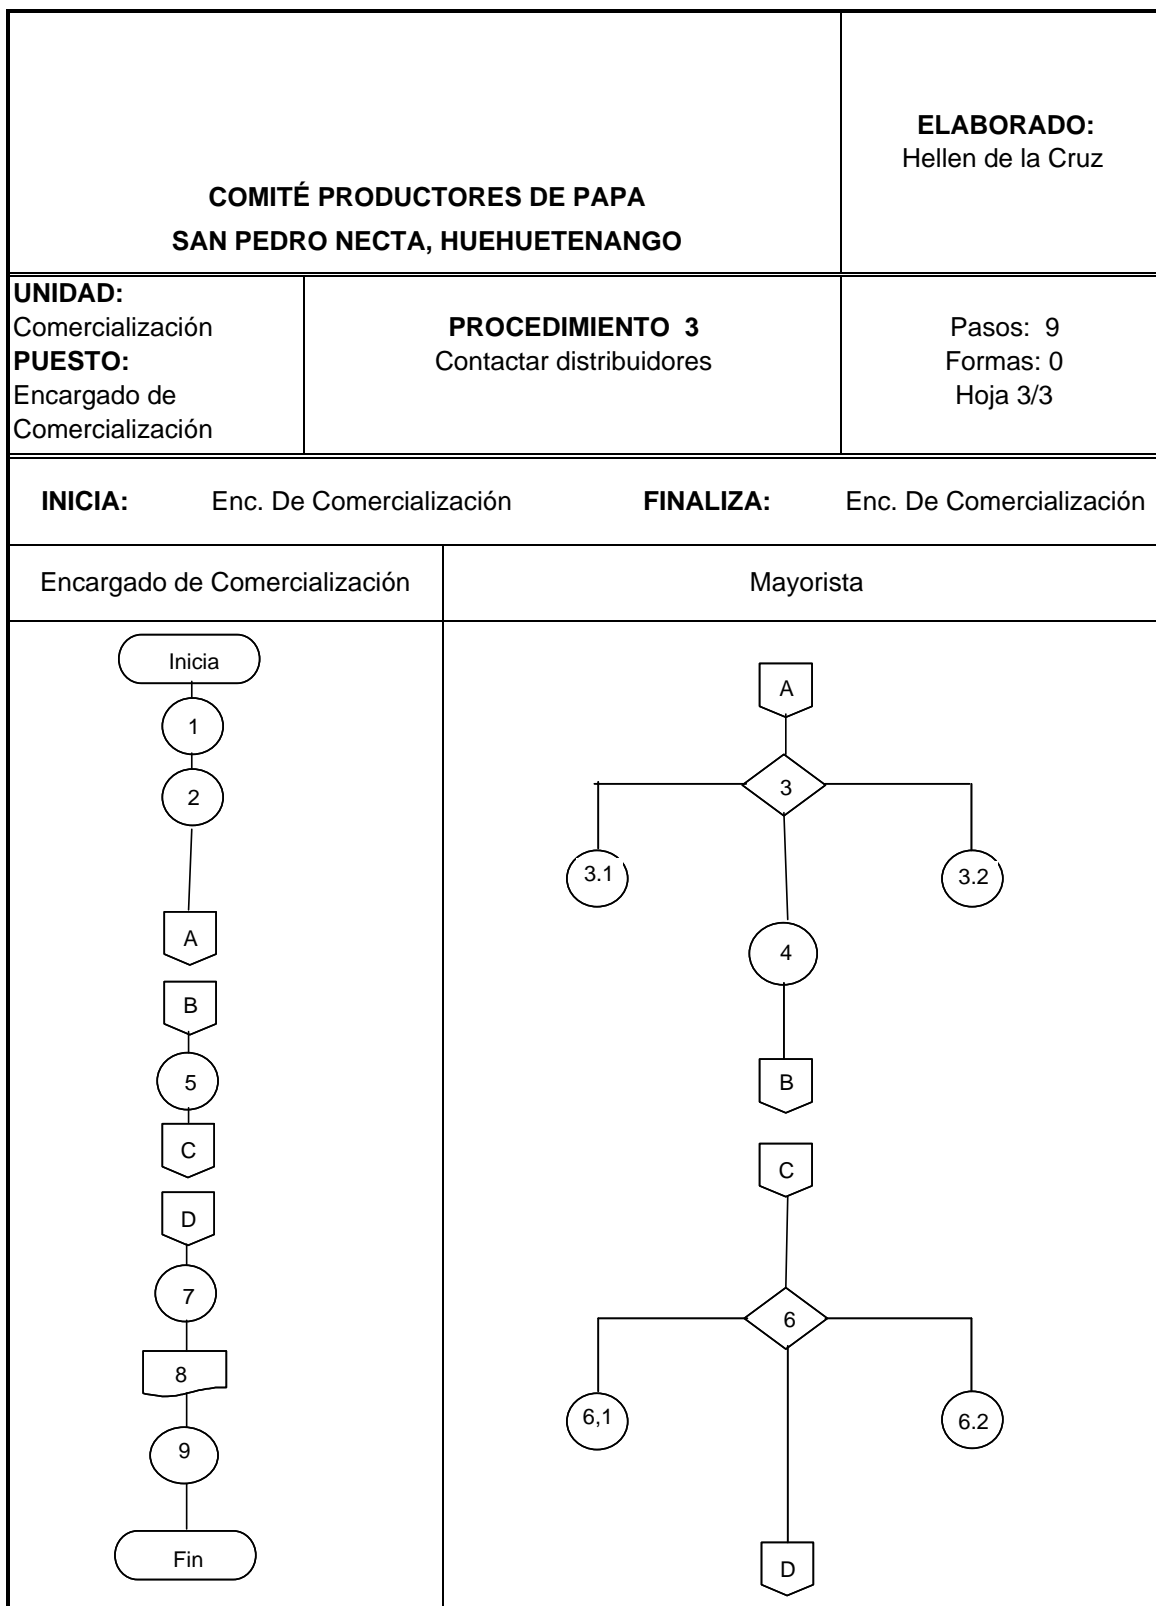 COMITÉ PRODUCTORES DE PAPA
SAN PEDRO NECTA, HUEHUETENANGO
ELABORADO:
Hellen de la Cruz
UNIDAD:
Comercialización
PUESTO:
Encargado de
Comercialización
PROCEDIMIENTO 3
Contactar distribuidores
Pasos: 9
Formas: 0
Hoja 3/3
INICIA: Enc. De Comercialización FINALIZA: Enc. De Comercialización
Encargado de Comercialización
Inicia
1
2
A
B
5
C
D
7
8
9
Fin
Mayorista
A
3
3.1
3.2
4
B
C
6
6,1
6.2
D